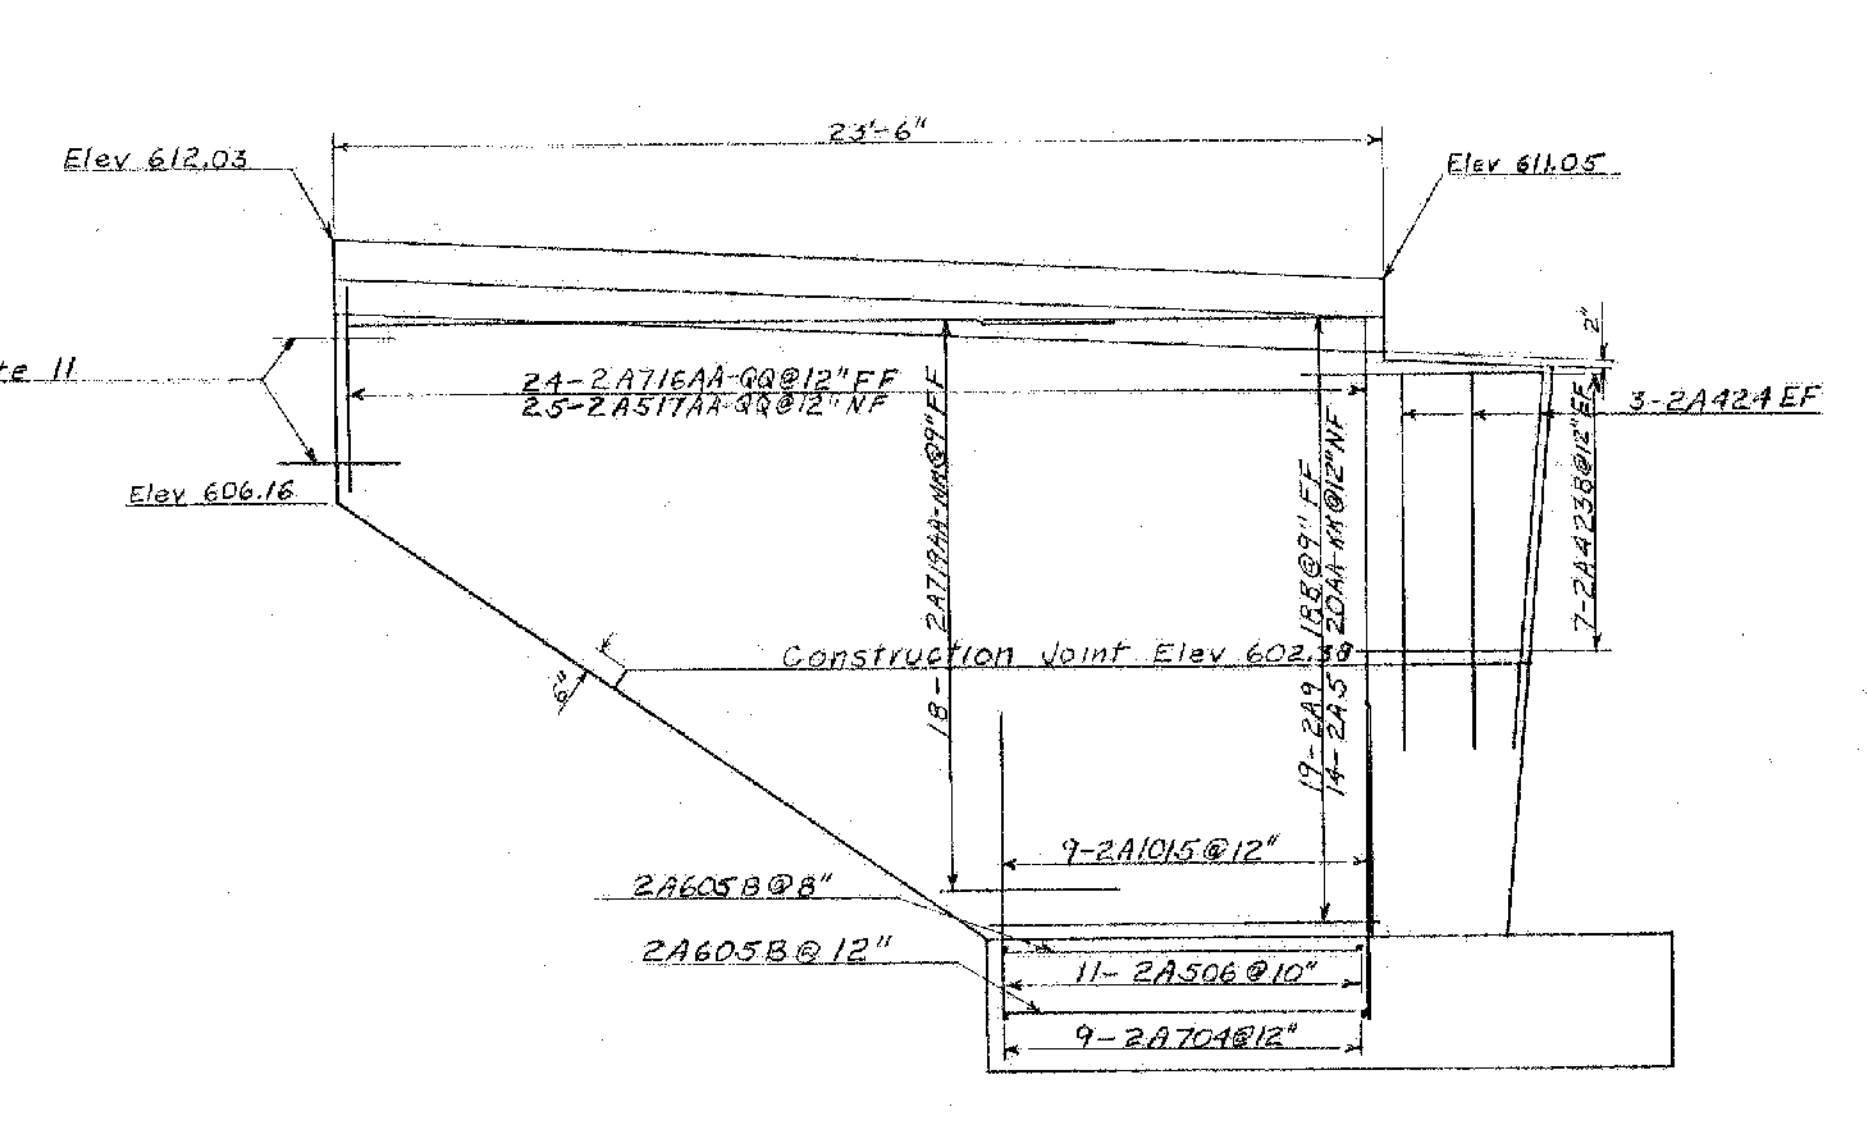 23'-6"
Elev 612.03
Elev 611.05
2"
te 11
24-2A716AA-QQ@12"FF
25-2A517AA-QQ@12"NF
3-2A424 EF
Elev 606.16
18-2A719AA-NN@9"FF
19-2A9 18B@9"FF
14-2A5 20AA-KK@12"NF
7-2A423B@12"EF
Construction Joint Elev 602.38
6"
9-2A1015@12"
2A605B@8"
2A605B@12"
11-2A506@10"
9-2A704@12"